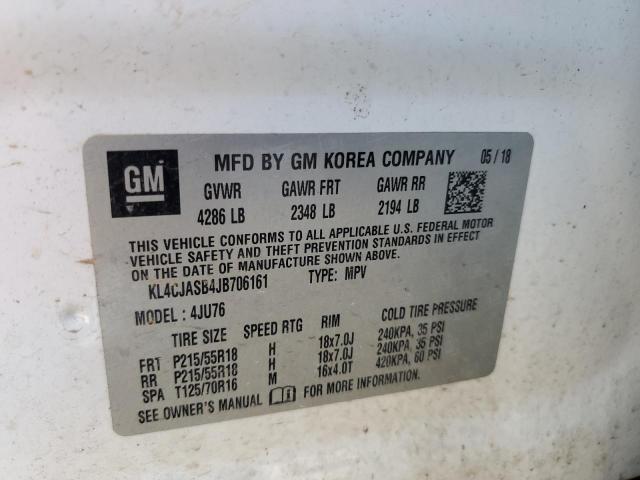 GM
MFD BY GM KOREA COMPANY 05/18
GVWR GAWR FRT GAWR RR
4286 LB 2348 LB 2194 LB
THIS VEHICLE CONFORMS TO ALL APPLICABLE U.S. FEDERAL MOTOR
VEHICLE SAFETY AND THEFT PREVENTION STANDARDS IN EFFECT
ON THE DATE OF MANUFACTURE SHOWN ABOVE.
KL4CJASB4JB706161 TYPE: MPV
MODEL : 4JU76
TIRE SIZE SPEED RTG RIM COLD TIRE PRESSURE
FRT P215/55R18 H 18x7.0J 240KPA, 35 PSI
RR P215/55R18 H 18x7.0J 240KPA, 35 PSI
SPA T125/70R16 M 16x4.0T 420KPA, 60 PSI
SEE OWNER'S MANUAL FOR MORE INFORMATION.